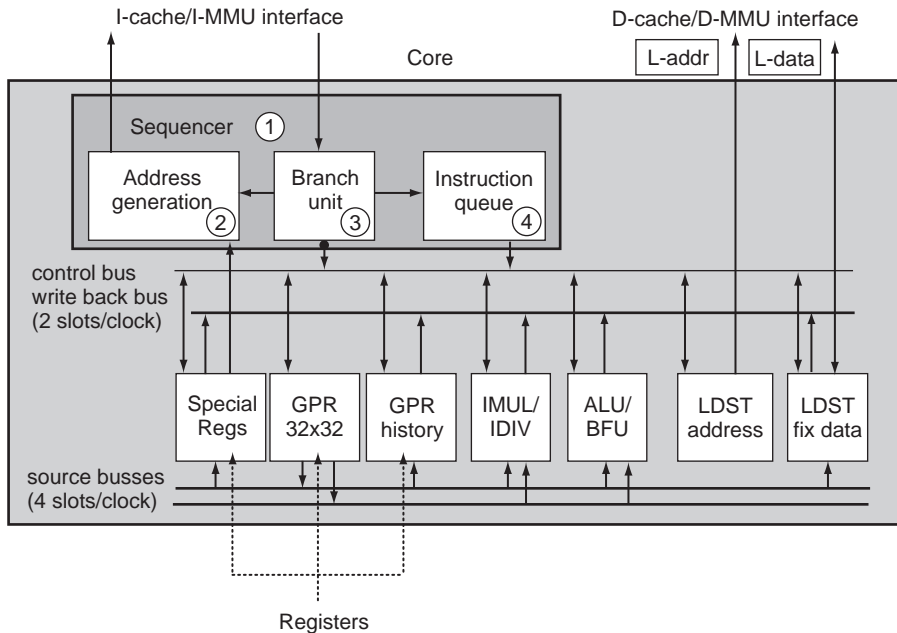 I-cache/I-MMU interface
D-cache/D-MMU interface
Core
L-addr
L-data
Sequencer
1
Address
generation
2
Branch
unit
3
Instruction
queue
4
control bus
write back bus
(2 slots/clock)
Special
Regs
GPR
32x32
GPR
history
IMUL/
IDIV
ALU/
BFU
LDST
address
LDST
fix data
source busses
(4 slots/clock)
Registers